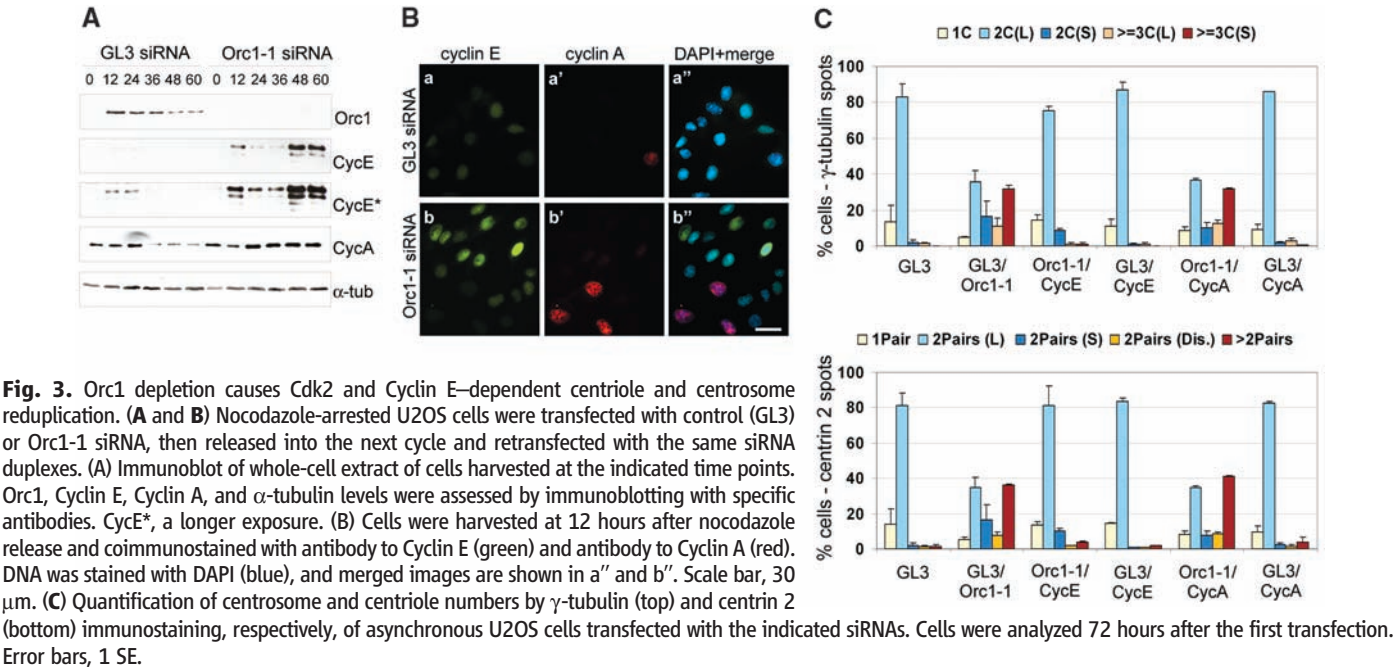 A
GL3 siRNA Orc1-1 siRNA
0 12 24 36 48 60 0 12 24 36 48 60
Orc1
CycE
CycE*
CycA
α-tub
B
cyclin E cyclin A DAPI+merge
GL3 siRNA
a a' a"
Orc1-1 siRNA
b b' b"
C
1C 2C(L) 2C(S) >=3C(L) >=3C(S)
% cells - γ-tubulin spots
100
80
60
40
20
0
GL3 GL3/ Orc1-1/ GL3/ Orc1-1/ GL3/
Orc1-1 CycE CycE CycA CycA
1Pair 2Pairs (L) 2Pairs (S) 2Pairs (Dis.) >2Pairs
% cells - centrin 2 spots
100
80
60
40
20
0
GL3 GL3/ Orc1-1/ GL3/ Orc1-1/ GL3/
Orc1-1 CycE CycE CycA CycA
Fig. 3. Orc1 depletion causes Cdk2 and Cyclin E–dependent centriole and centrosome
reduplication. (A and B) Nocodazole-arrested U2OS cells were transfected with control (GL3)
or Orc1-1 siRNA, then released into the next cycle and retransfected with the same siRNA
duplexes. (A) Immunoblot of whole-cell extract of cells harvested at the indicated time points.
Orc1, Cyclin E, Cyclin A, and α-tubulin levels were assessed by immunoblotting with specific
antibodies. CycE*, a longer exposure. (B) Cells were harvested at 12 hours after nocodazole
release and coimmunostained with antibody to Cyclin E (green) and antibody to Cyclin A (red).
DNA was stained with DAPI (blue), and merged images are shown in a″ and b″. Scale bar, 30
μm. (C) Quantification of centrosome and centriole numbers by γ-tubulin (top) and centrin 2
(bottom) immunostaining, respectively, of asynchronous U2OS cells transfected with the indicated siRNAs. Cells were analyzed 72 hours after the first transfection.
Error bars, 1 SE.